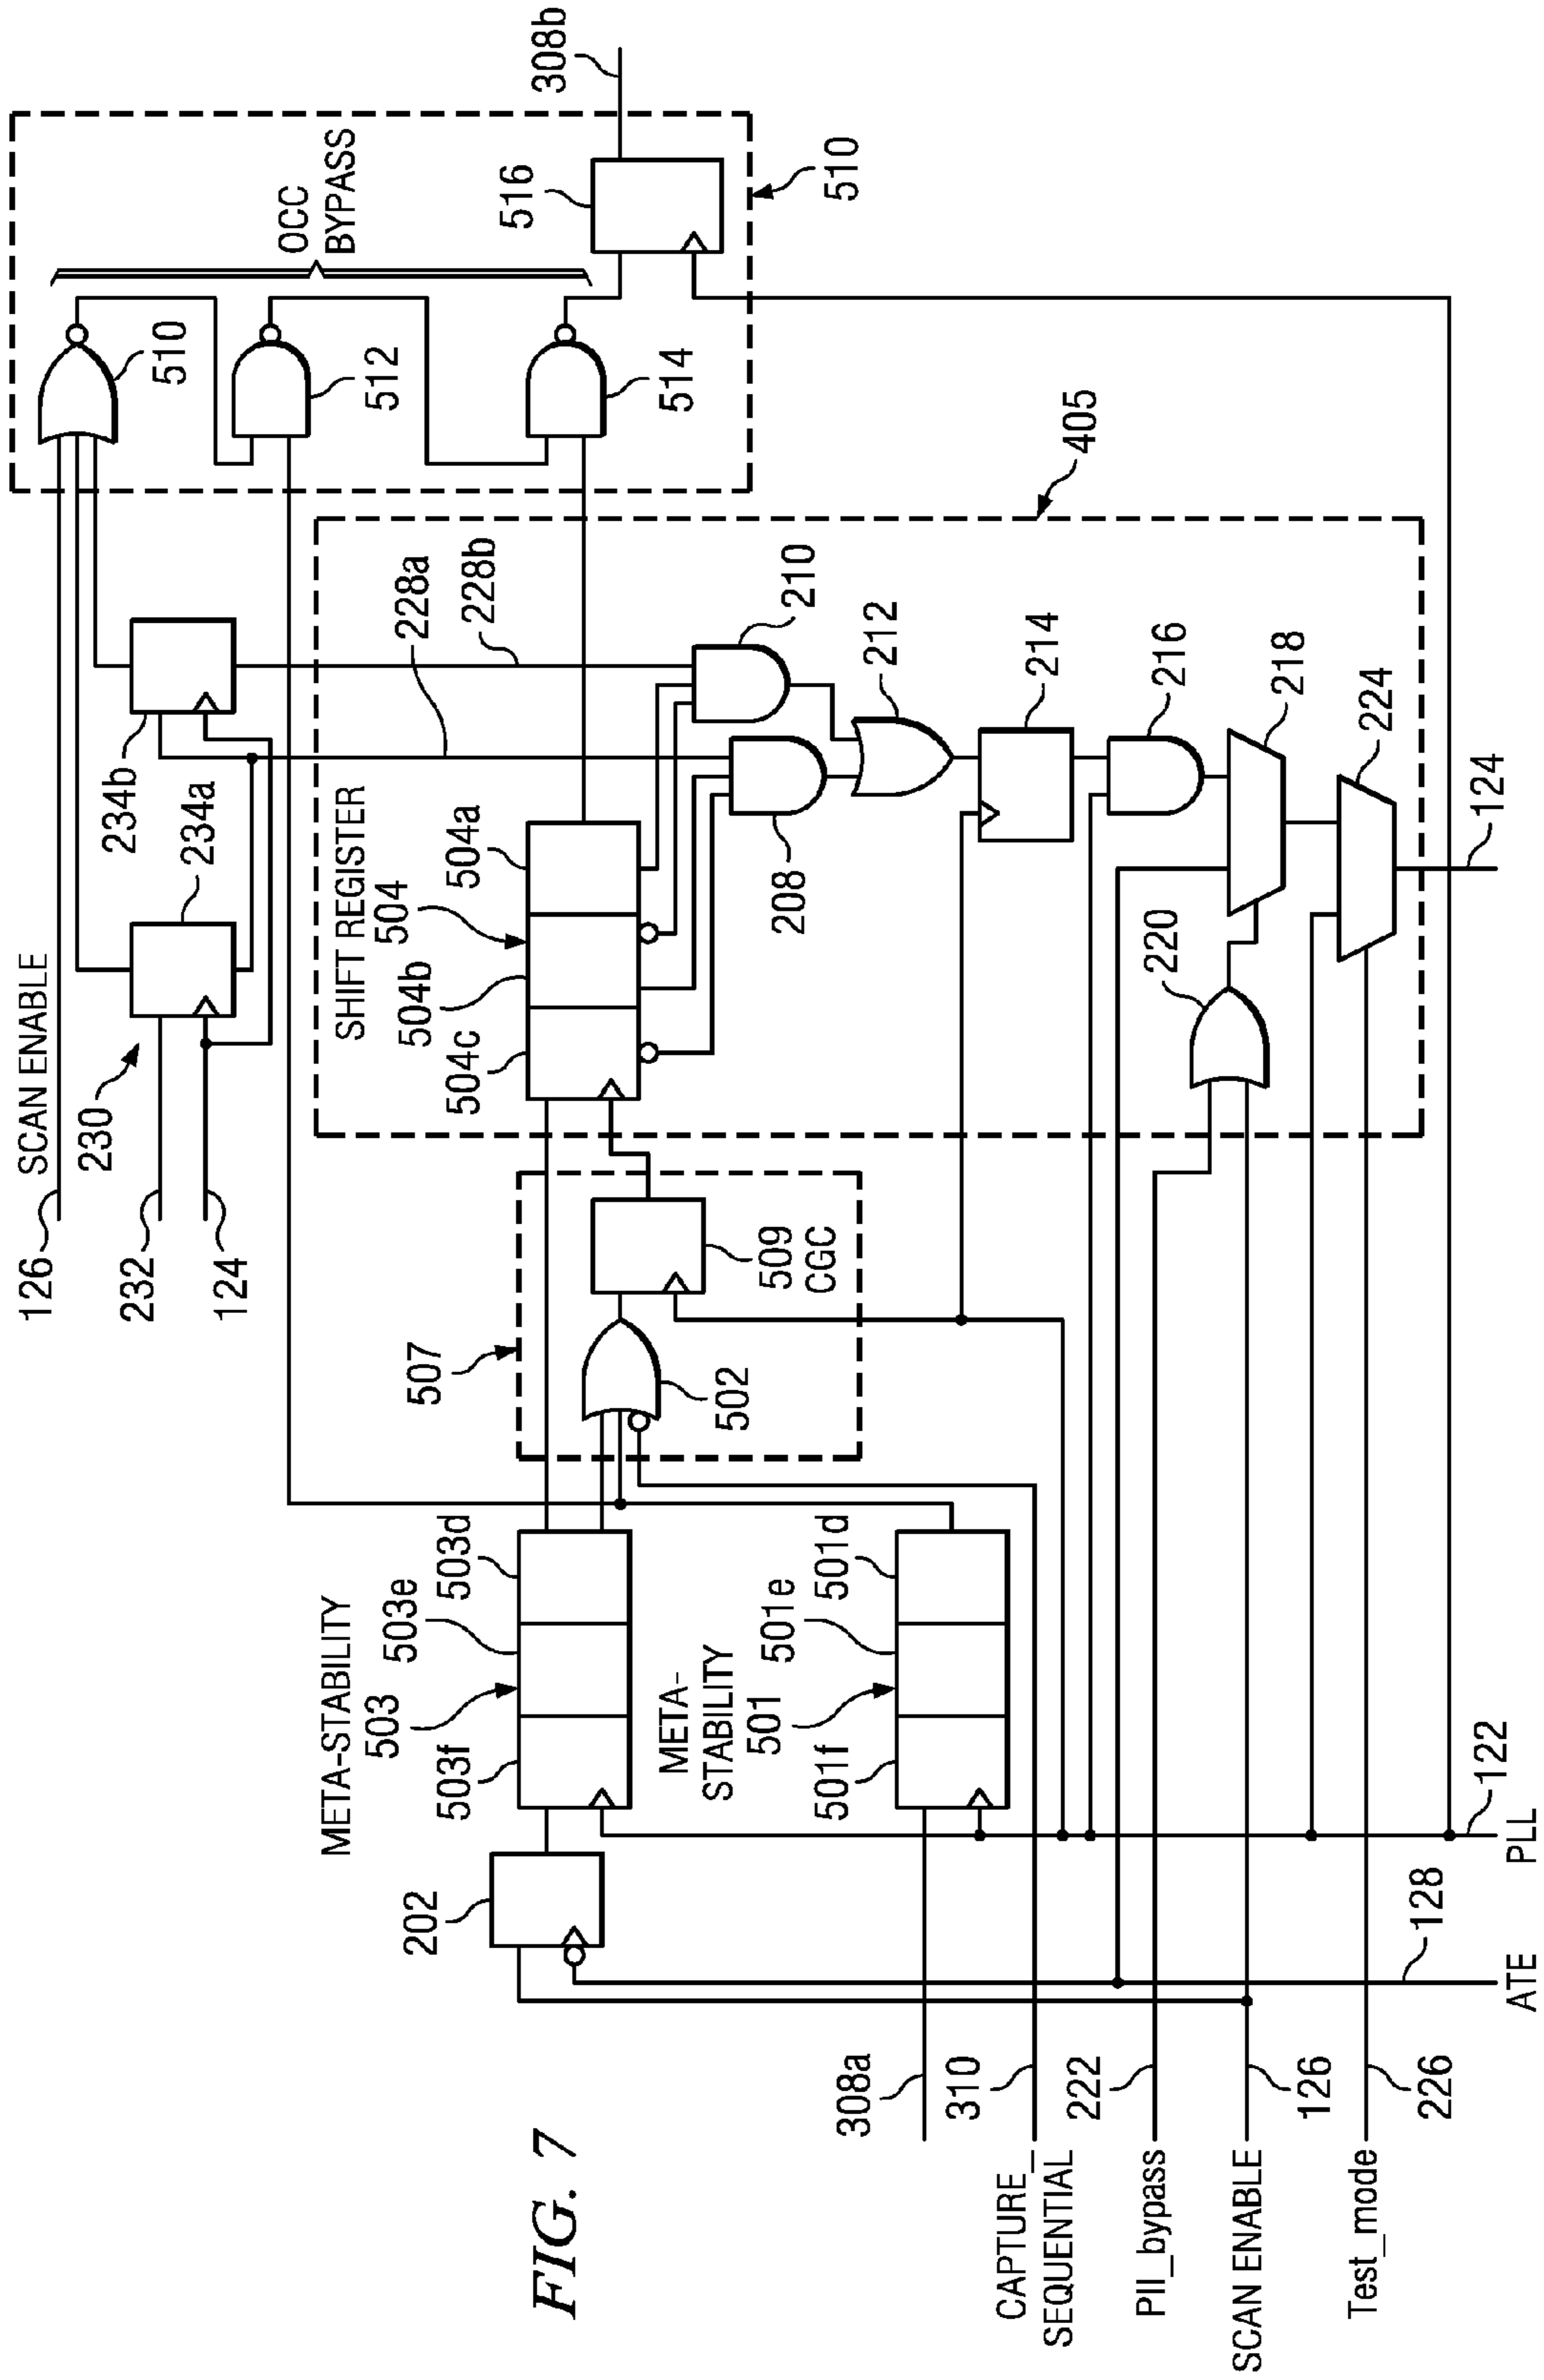 FIG. 7
308a
310
CAPTURE_
SEQUENTIAL
222
Pll_bypass
126
SCAN ENABLE
226
Test_mode
202
128
ATE
122
PLL
META-STABILITY
503
503f
503e
503d
META-
STABILITY
501
501f
501e
501d
507
502
509
CGC
126
SCAN ENABLE
230
232
124
234a
234b
SHIFT REGISTER
504
504c
504b
504a
228a
228b
208
210
212
214
216
218
220
224
124
405
510
512
514
OCC
BYPASS
516
510
308b